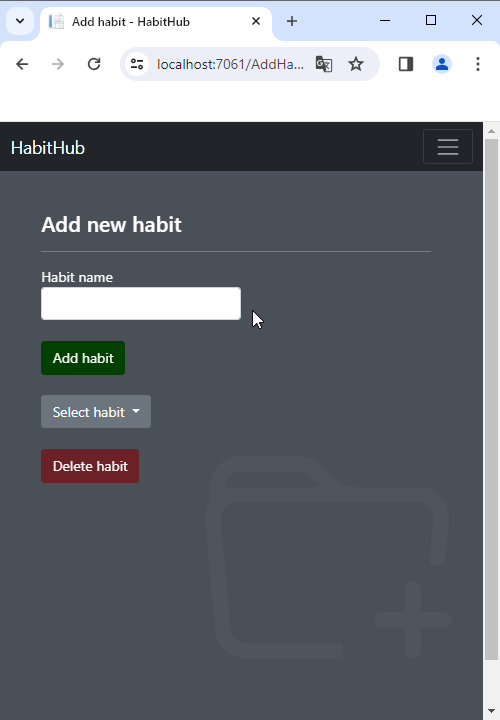 Add habit - HabitHub
localhost:7061/AddHa...
HabitHub
Add new habit
Habit name
Add habit
Select habit
Delete habit